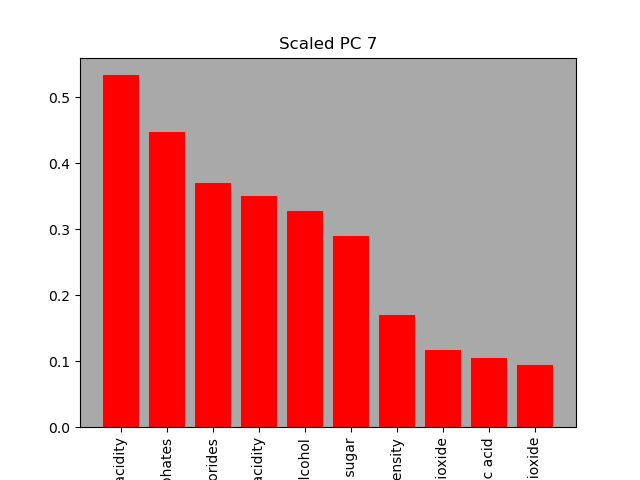 Scaled PC 7
0.5
0.4
0.3
0.2
0.1
0.0
acidity
phates
orides
acidity
lcohol
sugar
ensity
ioxide
c acid
ioxide